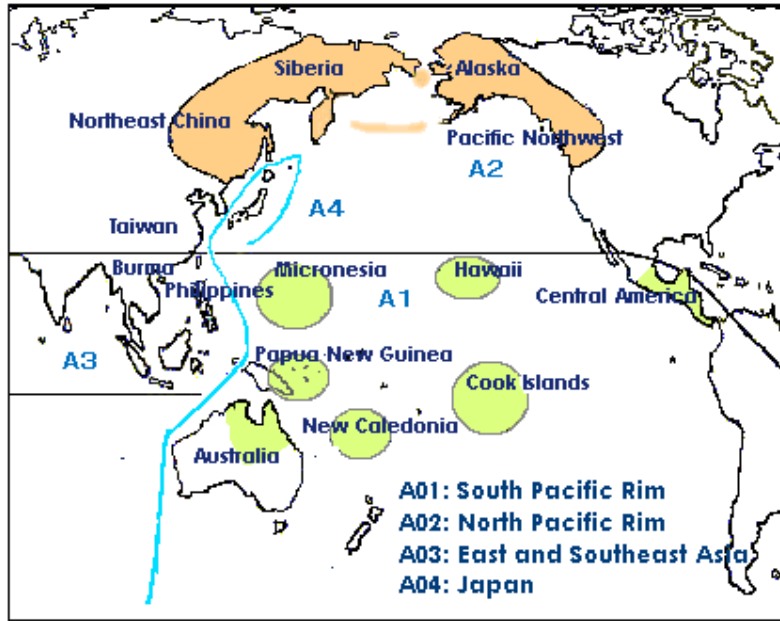 Siberia
Alaska
Northeast China
Pacific Northwest
A2
A4
Taiwan
Burma
Micronesia
Hawaii
Philippines
A1
Central America
A3
Papua New Guinea
Cook Islands
New Caledonia
Australia
A01: South Pacific Rim
A02: North Pacific Rim
A03: East and Southeast Asia
A04: Japan